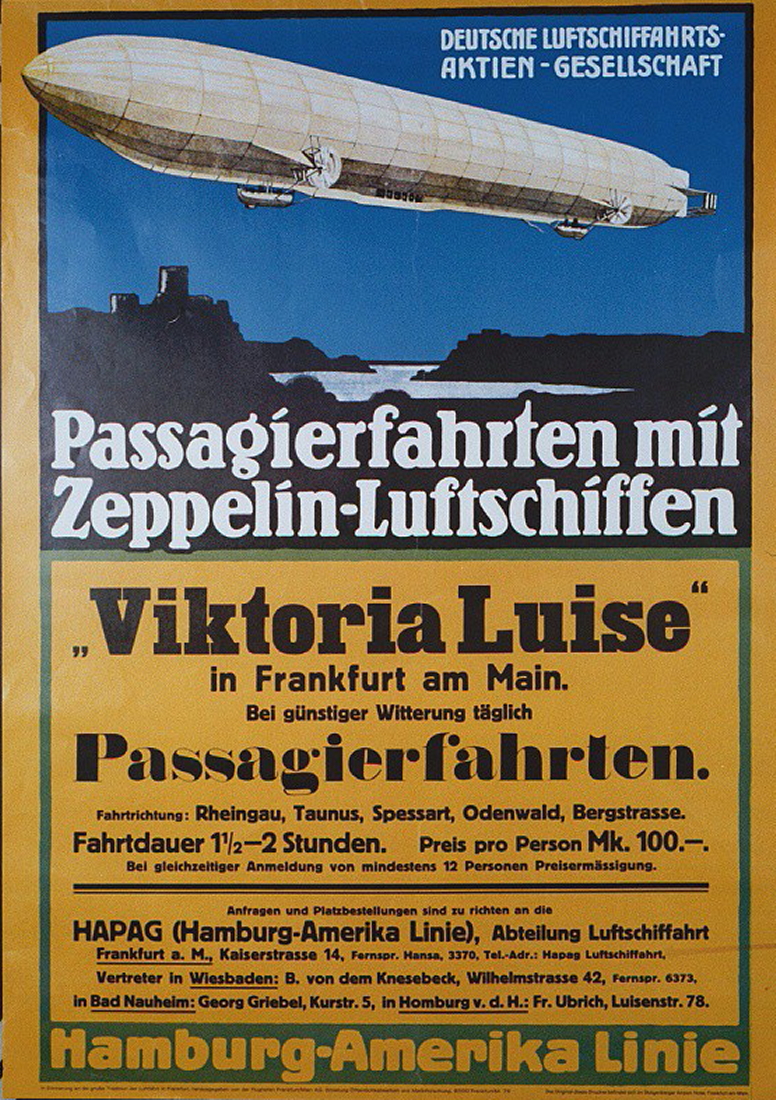 DEUTSCHE LUFTSCHIFFAHRTS-
AKTIEN-GESELLSCHAFT
Passagierfahrten mit
Zeppelin-Luftschiffen
„Viktoria Luise“
in Frankfurt am Main.
Bei günstiger Witterung täglich
Passagierfahrten.
Fahrtrichtung: Rheingau, Taunus, Spessart, Odenwald, Bergstrasse.
Fahrtdauer 1½–2 Stunden. Preis pro Person Mk. 100.–.
Bei gleichzeitiger Anmeldung von mindestens 12 Personen Preisermässigung.
Anfragen und Platzbestellungen sind zu richten an die
HAPAG (Hamburg-Amerika Linie), Abteilung Luftschiffahrt
Frankfurt a. M., Kaiserstrasse 14, Fernspr. Hansa, 3370, Tel.-Adr.: Hapag Luftschiffahrt,
Vertreter in Wiesbaden: B. von dem Knesebeck, Wilhelmstrasse 42, Fernspr. 6373,
in Bad Nauheim: Georg Griebel, Kurstr. 5, in Homburg v. d. H.: Fr. Ubrich, Luisenstr. 78.
Hamburg-Amerika Linie